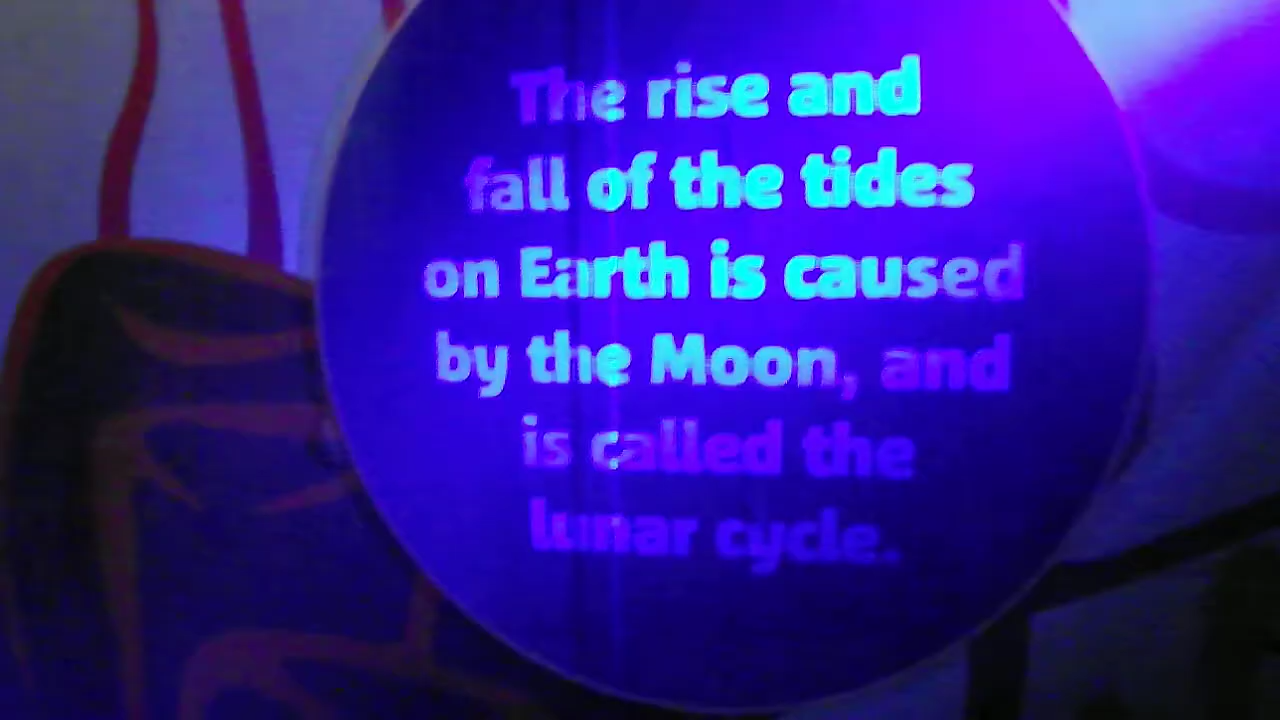 The rise and
fall of the tides
on Earth is caused
by the Moon, and
is called the
lunar cycle.